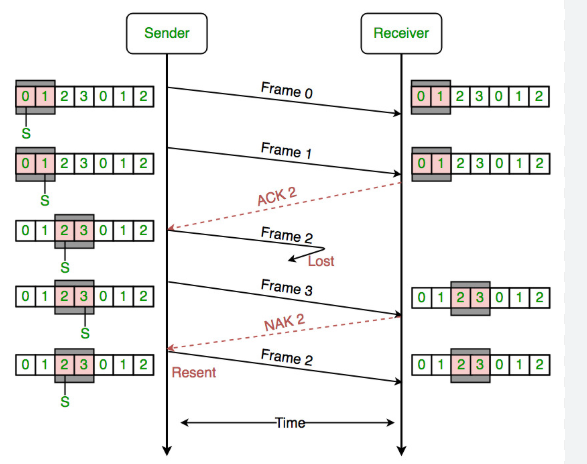 Sender
Receiver
0 1 2 3 0 1 2
Frame 0
0 1 2 3 0 1 2
S
0 1 2 3 0 1 2
Frame 1
0 1 2 3 0 1 2
S
ACK 2
0 1 2 3 0 1 2
Frame 2
S
Lost
0 1 2 3 0 1 2
Frame 3
0 1 2 3 0 1 2
S
NAK 2
0 1 2 3 0 1 2
Frame 2
0 1 2 3 0 1 2
Resent
S
Time